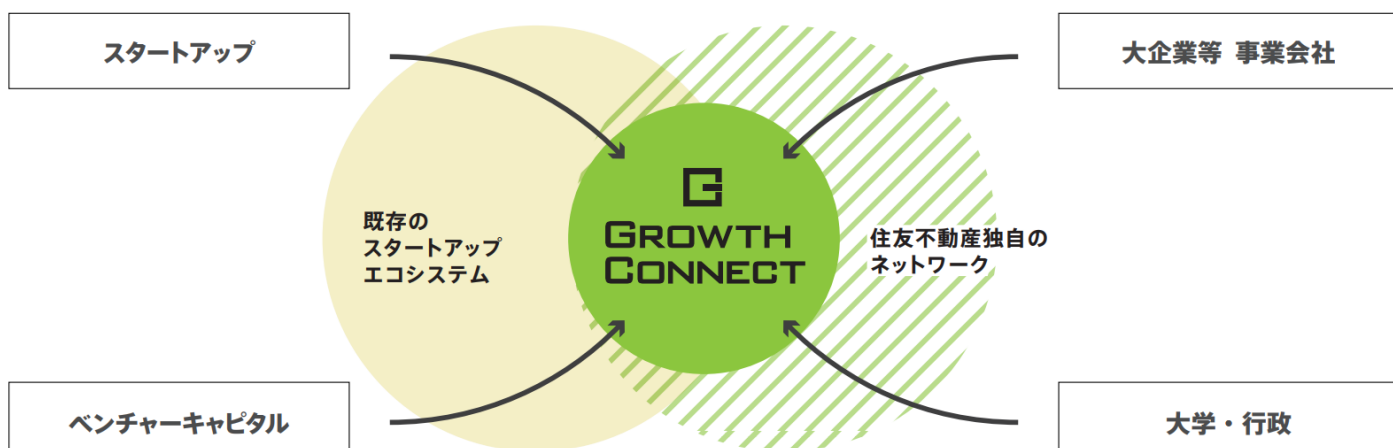 スタートアップ
大企業等 事業会社
既存の
スタートアップ
エコシステム
GROWTH
CONNECT
住友不動産独自の
ネットワーク
ベンチャーキャピタル
大学・行政